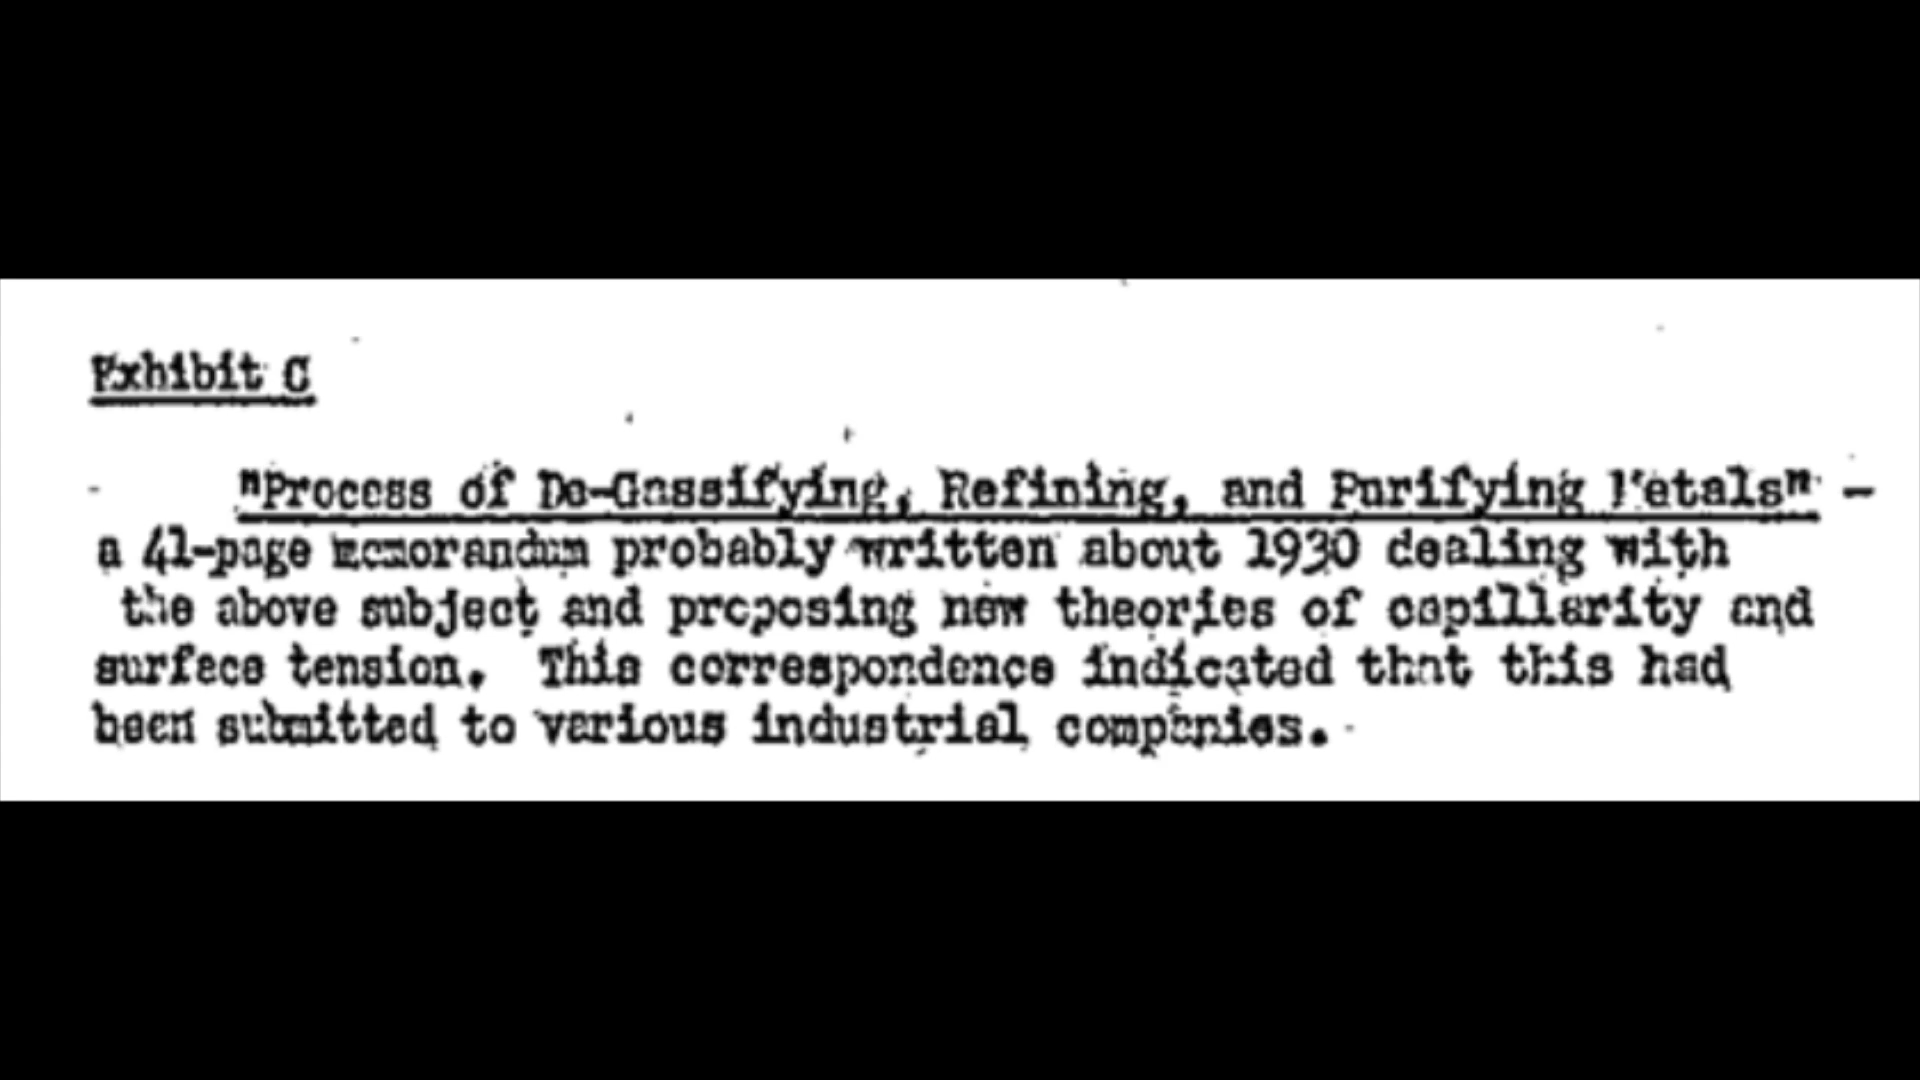 Exhibit C
"Process of De-Gassifying, Refining, and Purifying Metals" -
a 41-page memorandum probably written about 1930 dealing with
the above subject and proposing new theories of capillarity and
surface tension. This correspondence indicated that this had
been submitted to various industrial companies.